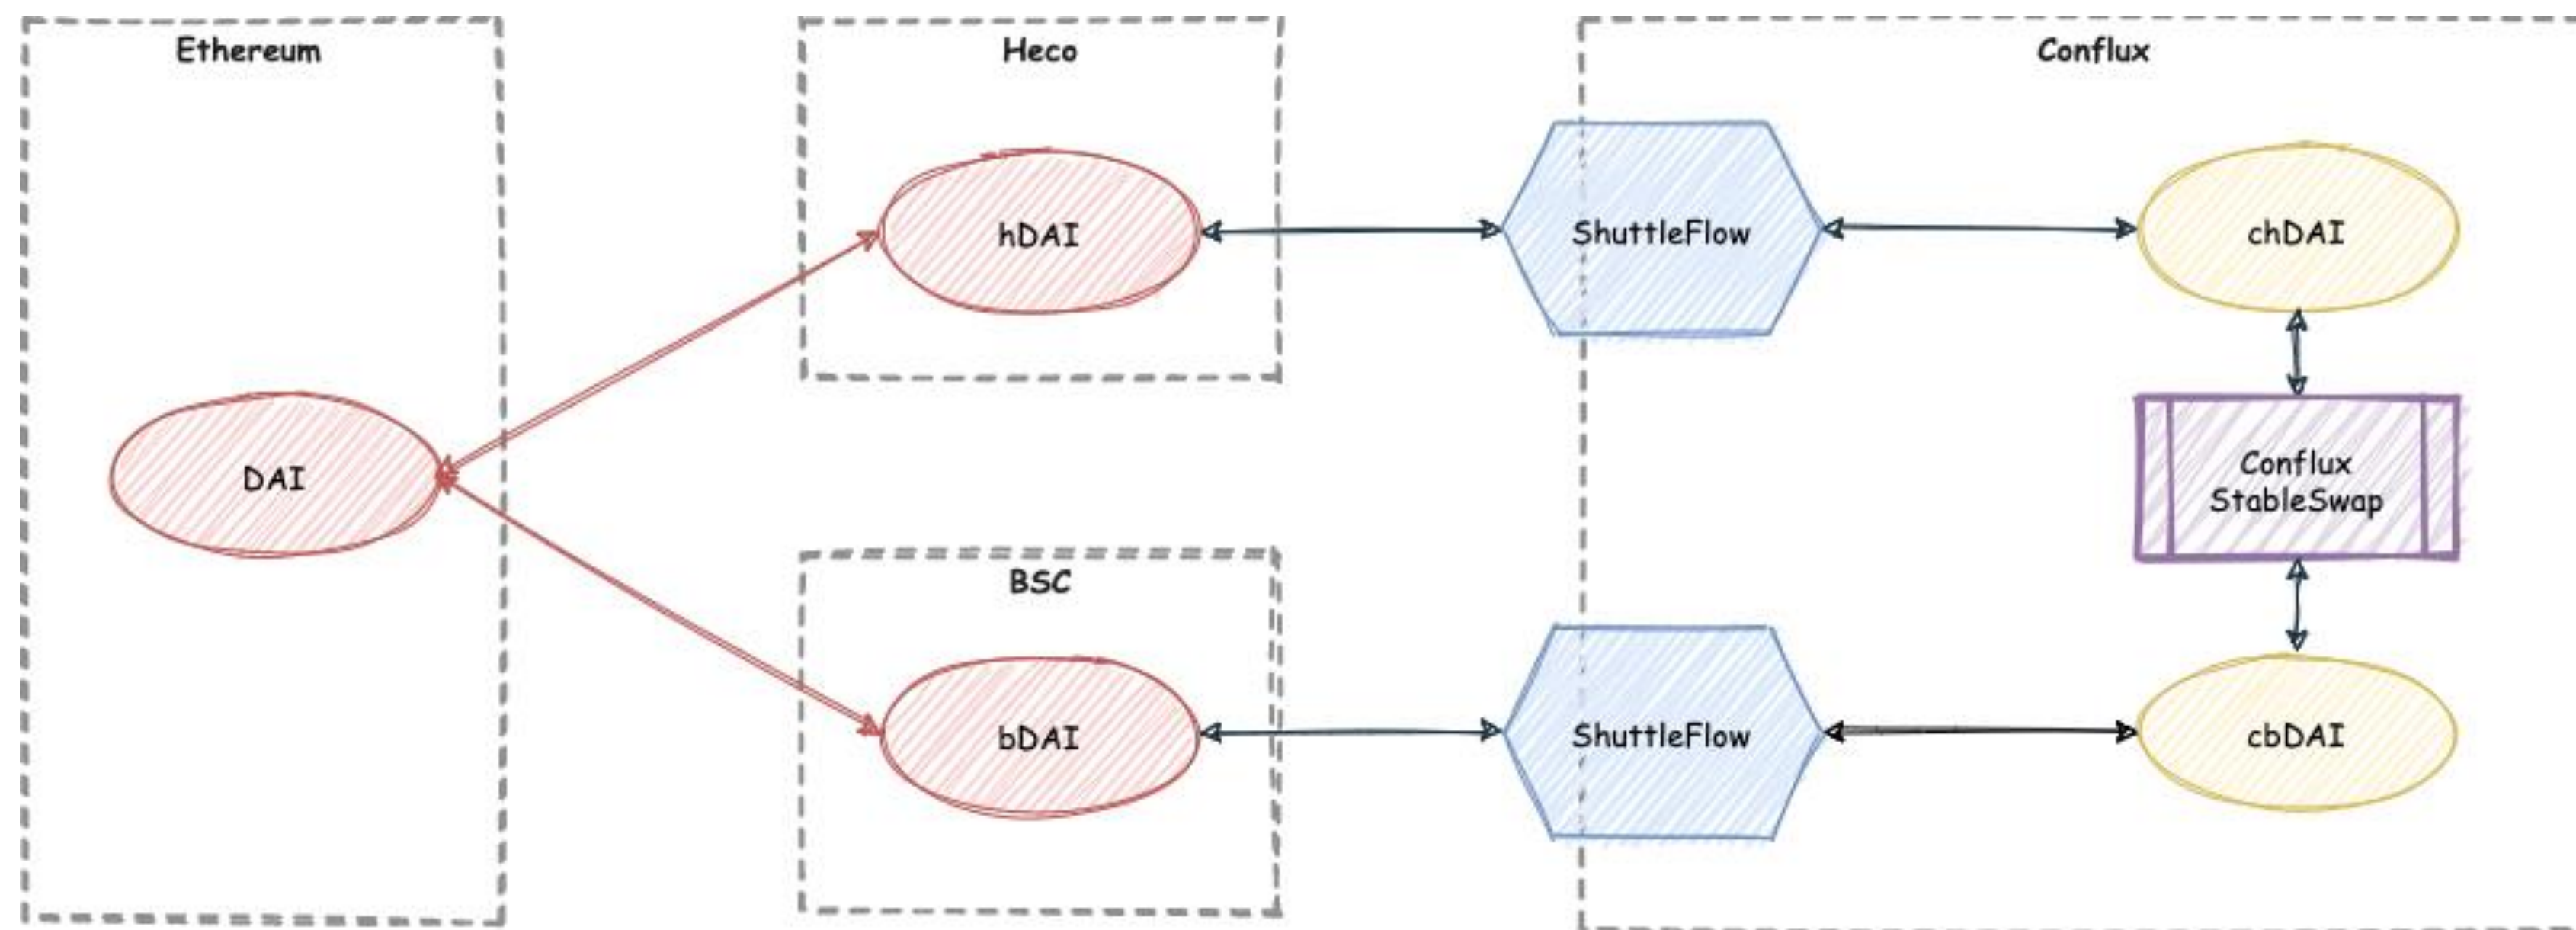 Ethereum
Heco
Conflux
hDAI
ShuttleFlow
chDAI
DAI
Conflux
StableSwap
BSC
bDAI
ShuttleFlow
cbDAI